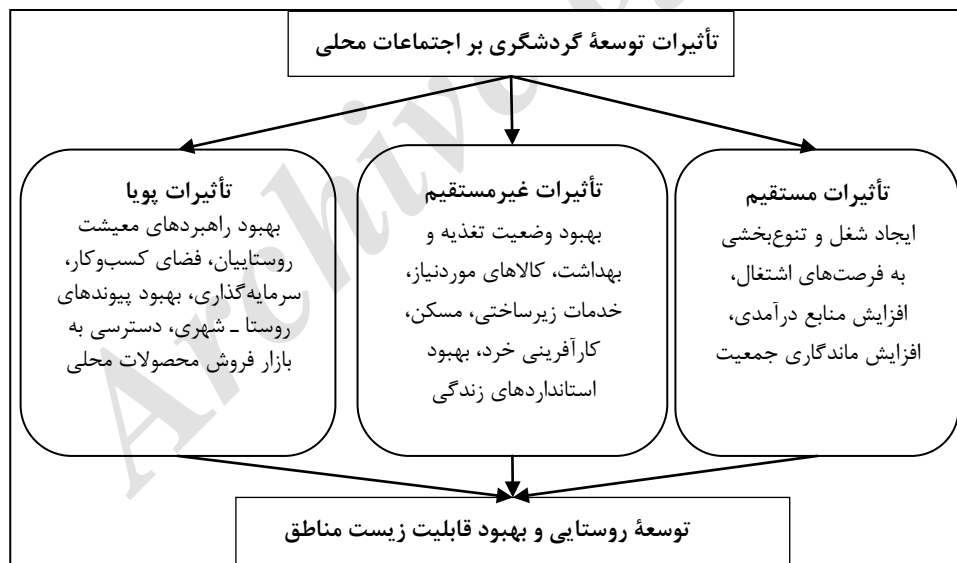 تأثیرات توسعهٔ گردشگری بر اجتماعات محلی
تأثیرات مستقیم
ایجاد شغل و تنوع‌بخشی
به فرصت‌های اشتغال،
افزایش منابع درآمدی،
افزایش ماندگاری جمعیت
تأثیرات غیرمستقیم
بهبود وضعیت تغذیه و
بهداشت، کالاهای موردنیاز،
خدمات زیرساختی، مسکن،
کارآفرینی خرد، بهبود
استانداردهای زندگی
تأثیرات پویا
بهبود راهبردهای معیشت
روستاییان، فضای کسب‌وکار،
سرمایه‌گذاری، بهبود پیوندهای
روستا ـ شهری، دسترسی به
بازار فروش محصولات محلی
توسعهٔ روستایی و بهبود قابلیت زیست مناطق